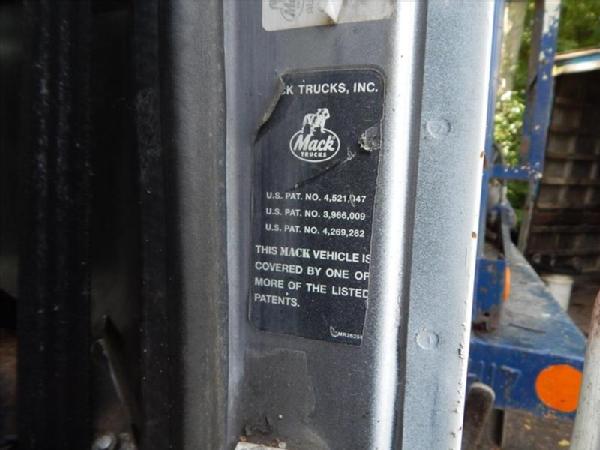 CK TRUCKS, INC.
Mack
TRUCKS
U.S. PAT. NO. 4,521,047
U.S. PAT. NO. 3,966,009
U.S. PAT. NO. 4,269,282
THIS MACK VEHICLE IS
COVERED BY ONE OR
MORE OF THE LISTED
PATENTS.